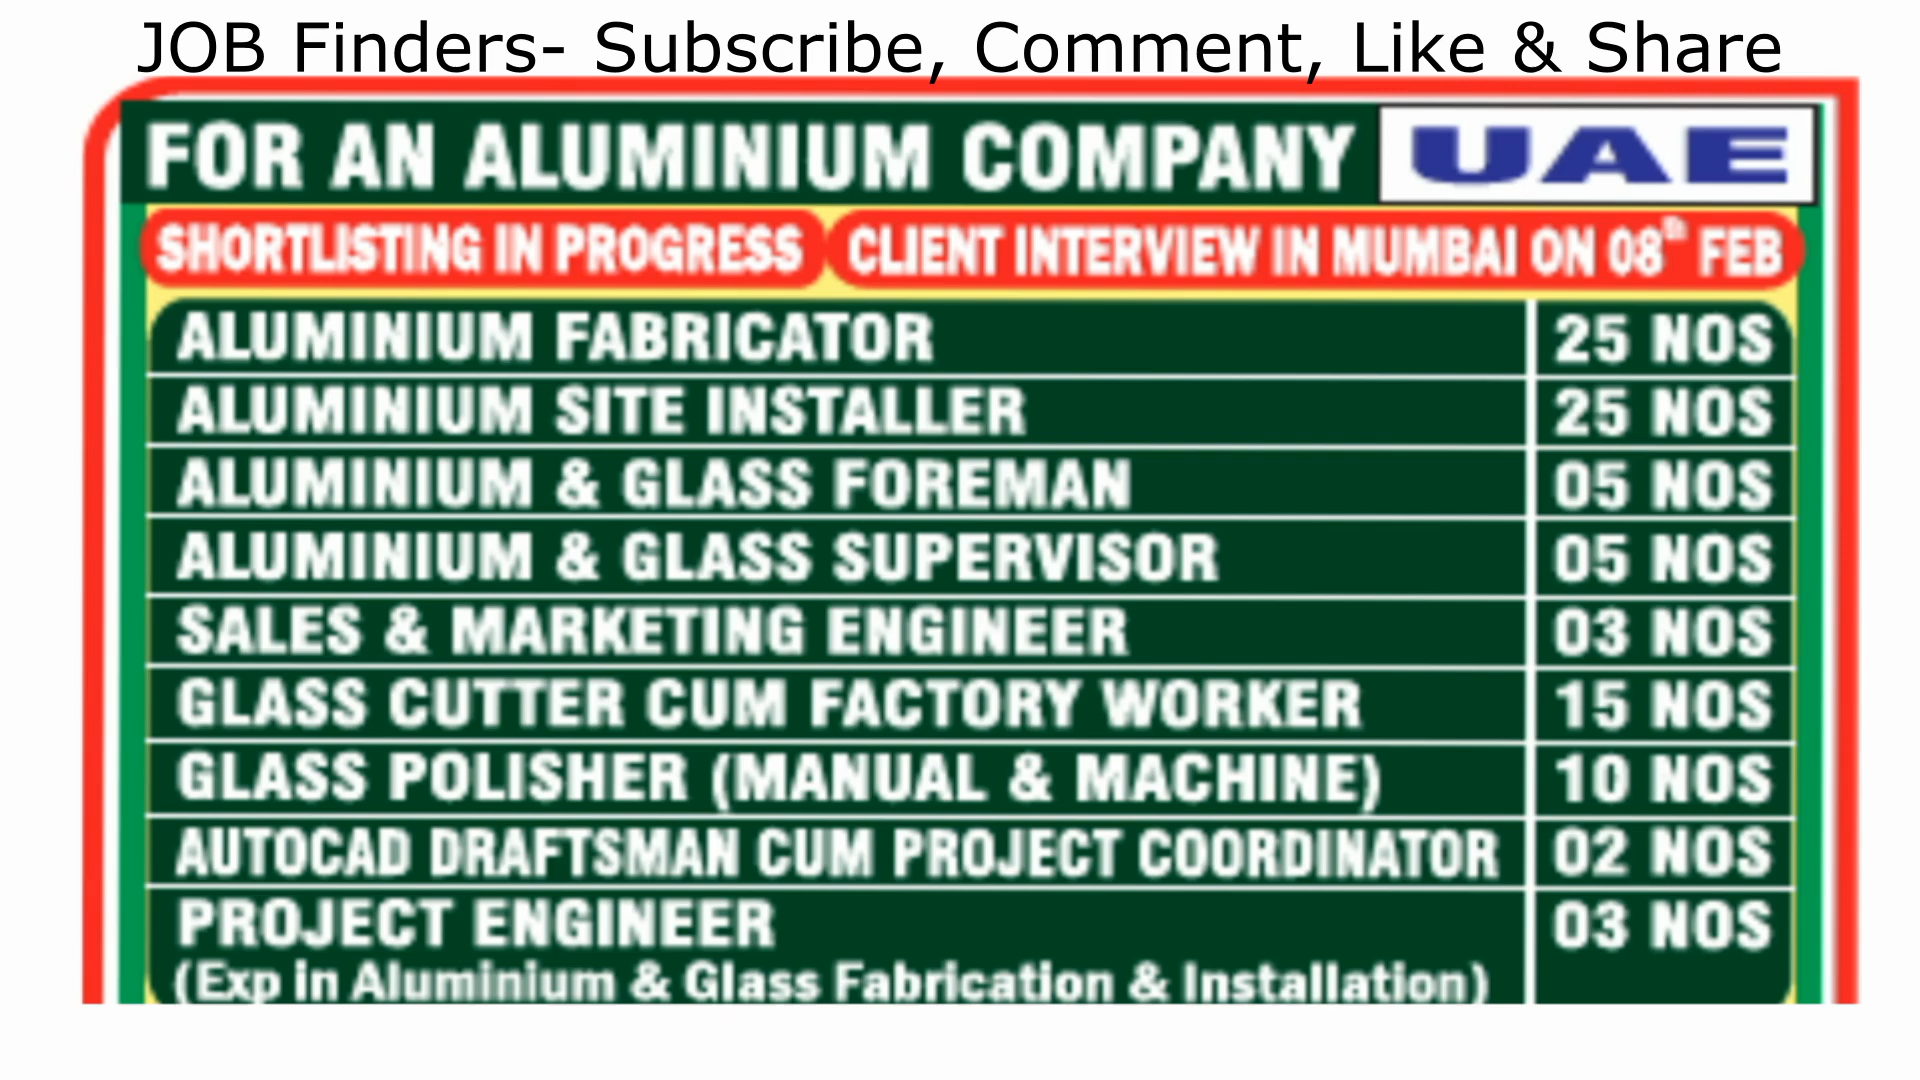 JOB Finders- Subscribe, Comment, Like & Share
FOR AN ALUMINIUM COMPANY UAE
SHORTLISTING IN PROGRESS CLIENT INTERVIEW IN MUMBAI ON 08th FEB
ALUMINIUM FABRICATOR 25 NOS
ALUMINIUM SITE INSTALLER 25 NOS
ALUMINIUM & GLASS FOREMAN 05 NOS
ALUMINIUM & GLASS SUPERVISOR 05 NOS
SALES & MARKETING ENGINEER 03 NOS
GLASS CUTTER CUM FACTORY WORKER 15 NOS
GLASS POLISHER (MANUAL & MACHINE) 10 NOS
AUTOCAD DRAFTSMAN CUM PROJECT COORDINATOR 02 NOS
PROJECT ENGINEER 03 NOS
(Exp in Aluminium & Glass Fabrication & Installation)